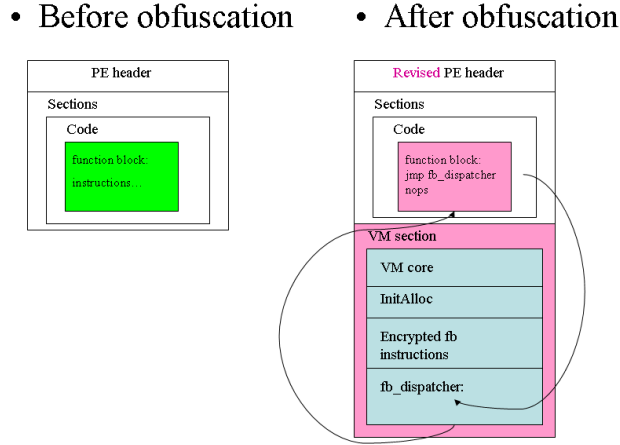 • Before obfuscation
PE header
Sections
Code
function block:
instructions…
• After obfuscation
Revised PE header
Sections
Code
function block:
jmp fb_dispatcher
nops
VM section
VM core
InitAlloc
Encrypted fb
instructions
fb_dispatcher: